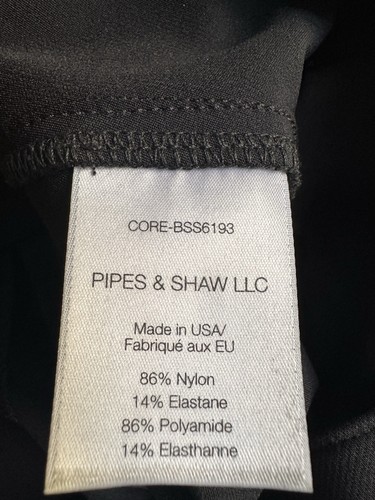 CORE-BSS6193
PIPES & SHAW LLC
Made in USA/
Fabriqué aux EU
86% Nylon
14% Elastane
86% Polyamide
14% Elasthanne